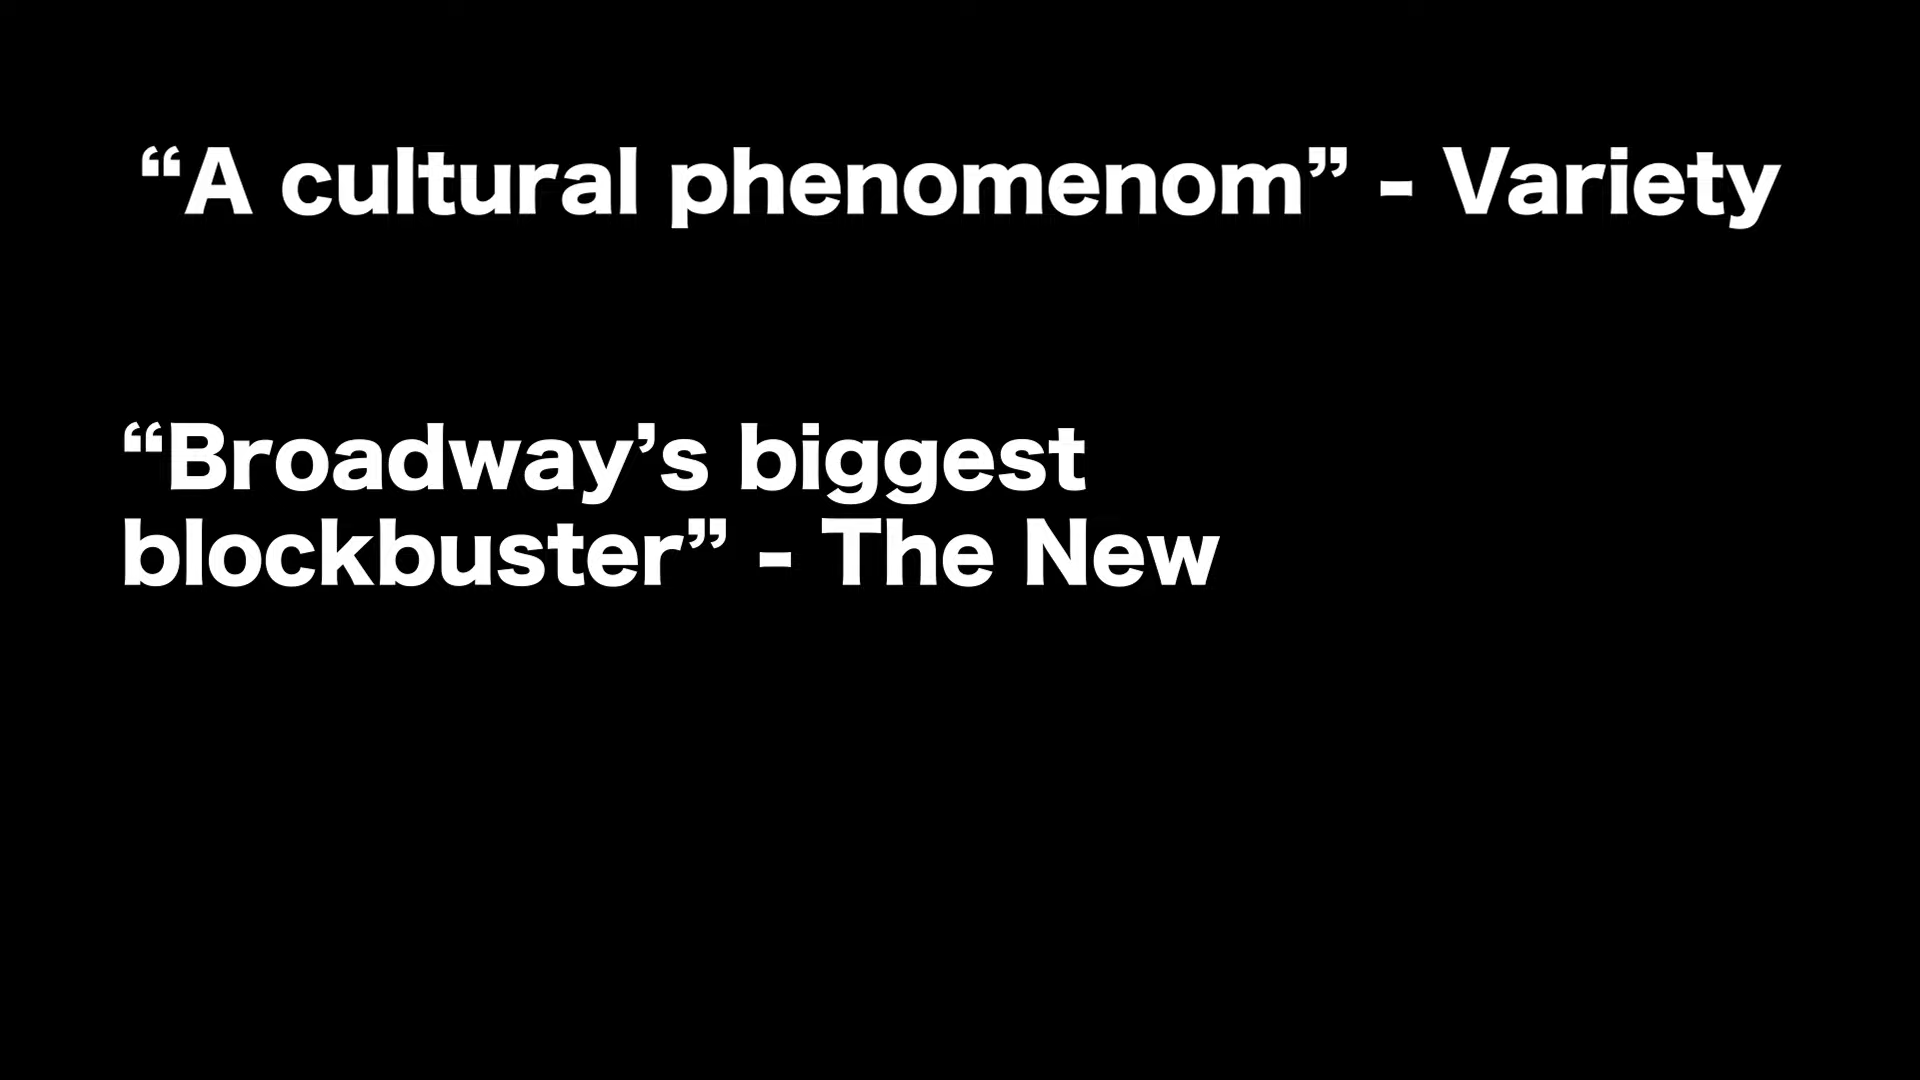 “A cultural phenomenom” - Variety
“Broadway’s biggest
blockbuster” - The New